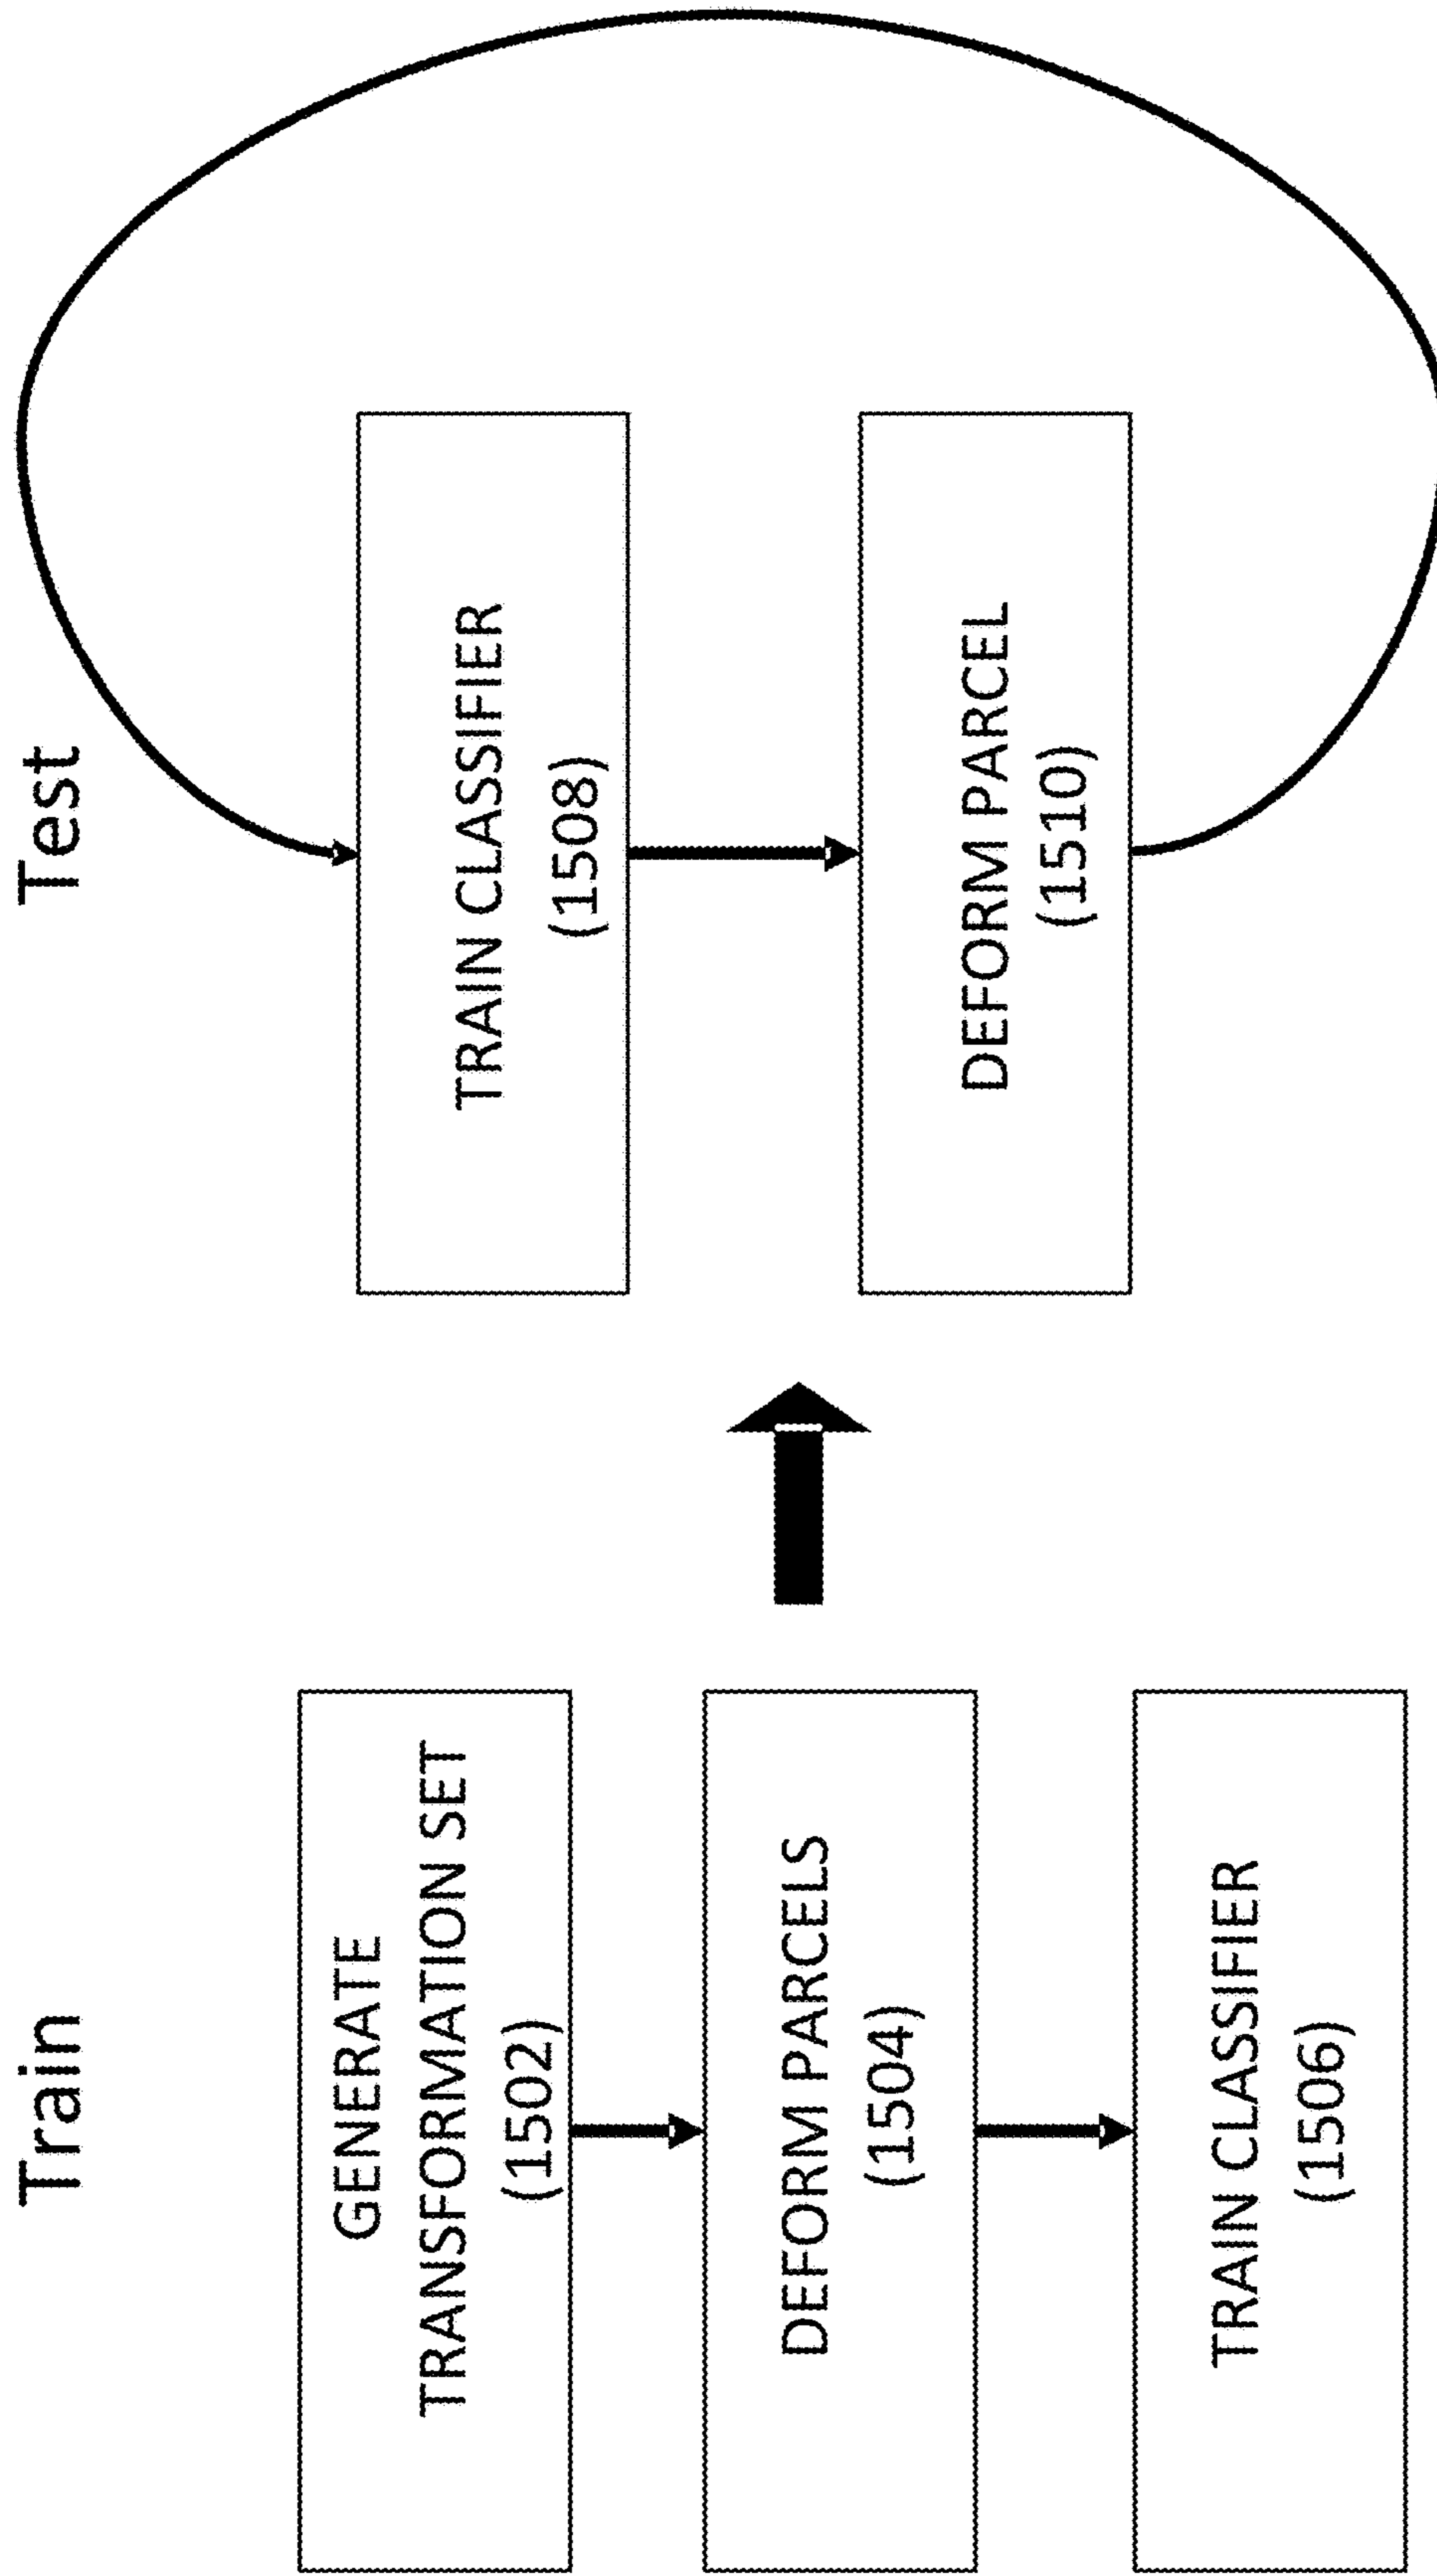 Train
GENERATE
TRANSFORMATION SET
(1502)
DEFORM PARCELS
(1504)
TRAIN CLASSIFIER
(1506)
Test
TRAIN CLASSIFIER
(1508)
DEFORM PARCEL
(1510)